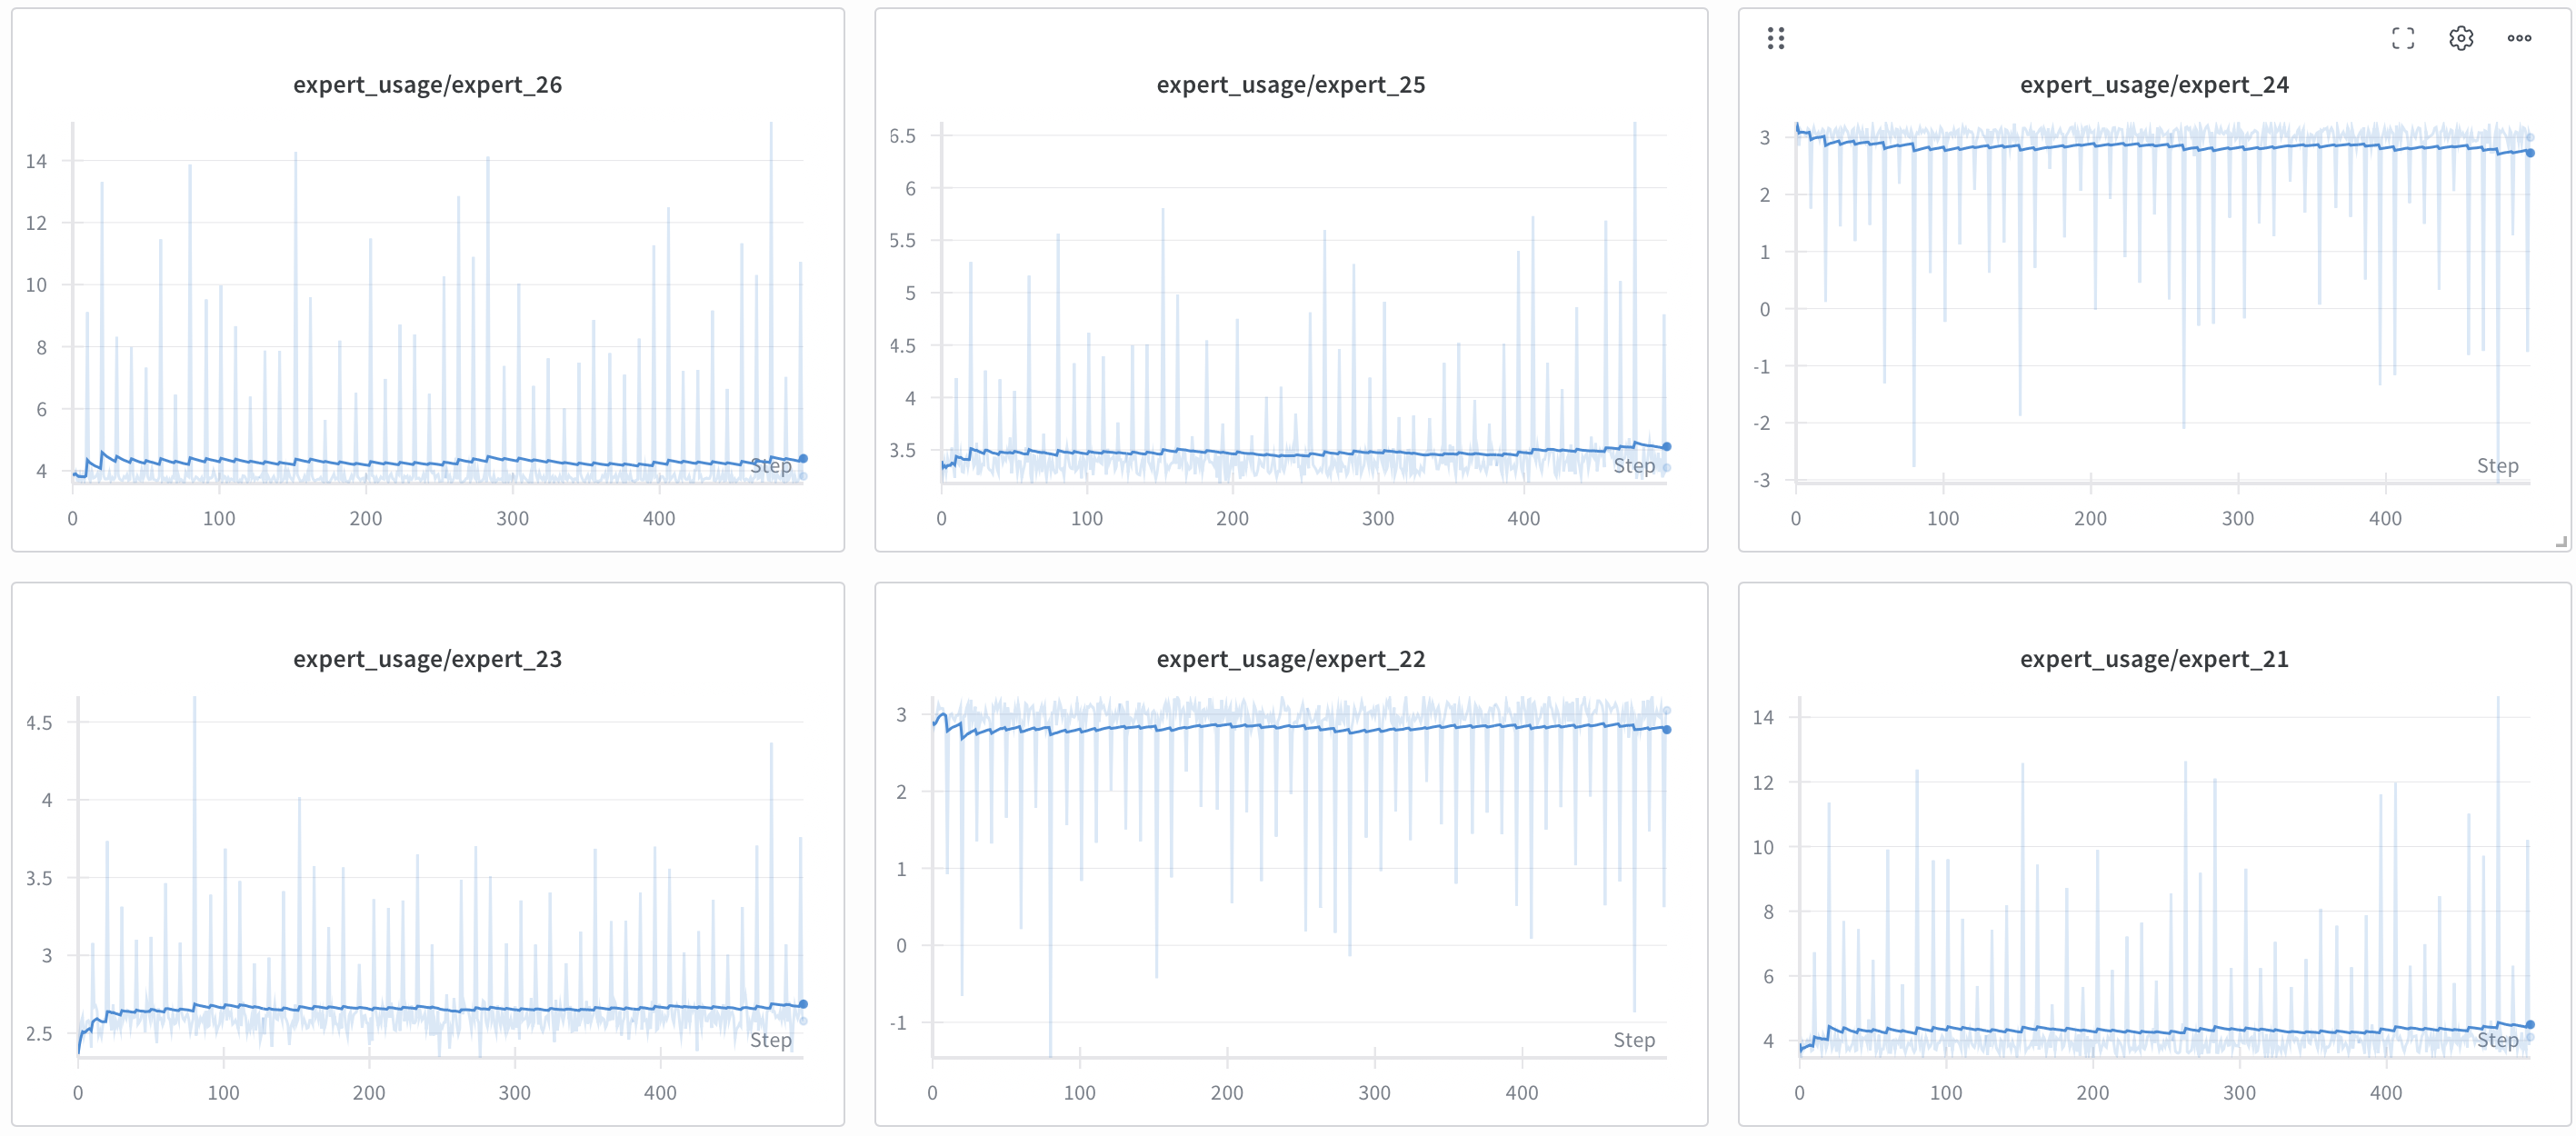 expert_usage/expert_26
14
12
10
8
6
4
Step
0 100 200 300 400
expert_usage/expert_25
6.5
6
5.5
5
4.5
4
3.5
Step
0 100 200 300 400
expert_usage/expert_24
3
2
1
0
-1
-2
-3
Step
0 100 200 300 400
expert_usage/expert_23
4.5
4
3.5
3
2.5
Step
0 100 200 300 400
expert_usage/expert_22
3
2
1
0
-1
Step
0 100 200 300 400
expert_usage/expert_21
14
12
10
8
6
4
Step
0 100 200 300 400